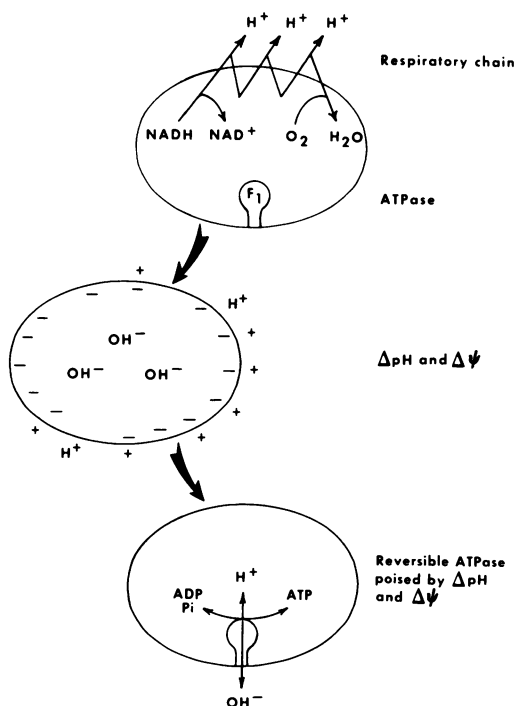 H+ H+ H+
Respiratory chain
NADH NAD+ O2 H2O
F1
ATPase
+
− −
− H+
−
− OH− − +
− OH− OH− − + ΔpH and Δψ
− −
− − +
+ − − − +
H+ +
Reversible ATPase
poised by ΔpH
and Δψ
H+
ADP ATP
Pi
OH−